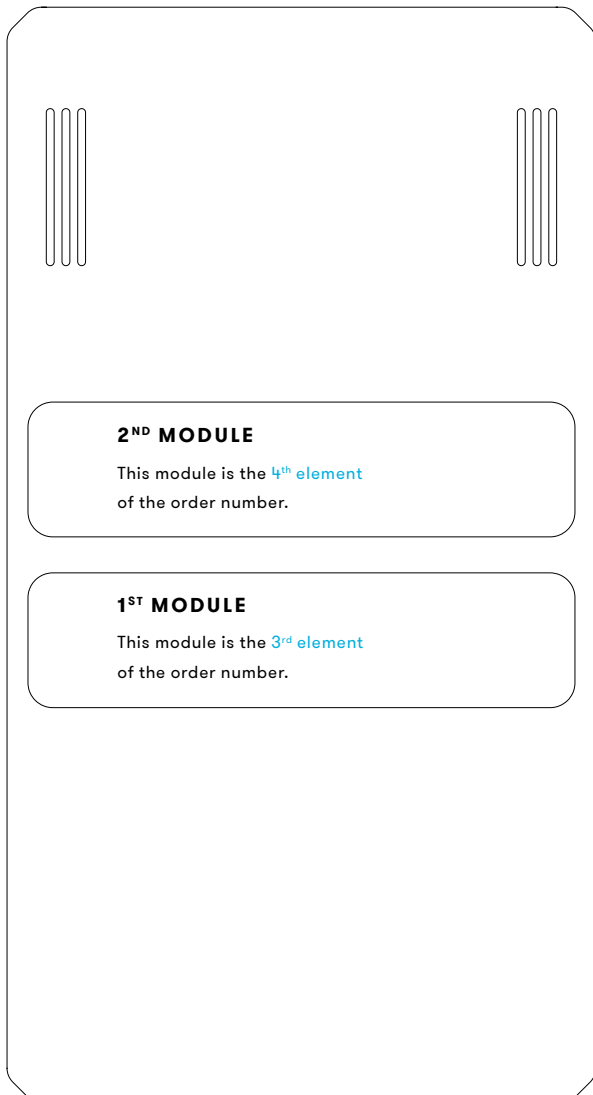 2ND MODULE
This module is the 4th element
of the order number.
1ST MODULE
This module is the 3rd element
of the order number.